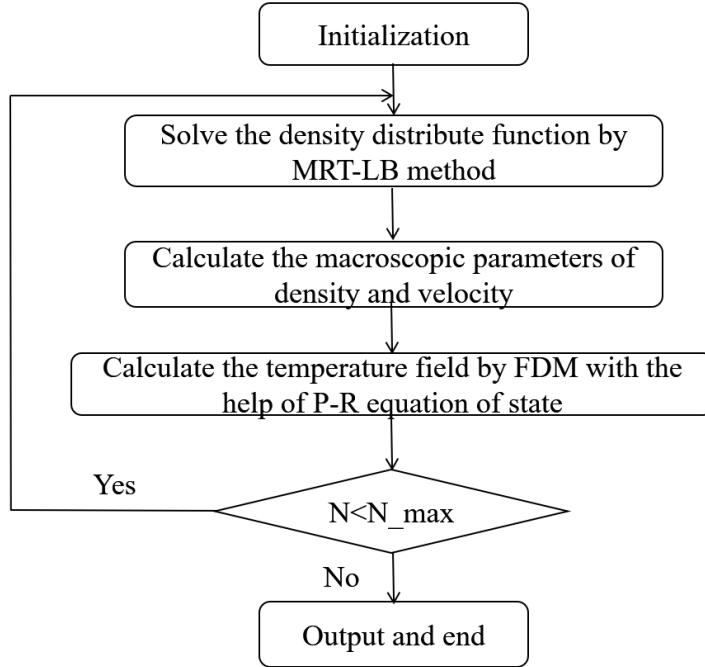 Initialization
Solve the density distribute function by
MRT-LB method
Calculate the macroscopic parameters of
density and velocity
Calculate the temperature field by FDM with the
help of P-R equation of state
Yes
N<N_max
No
Output and end